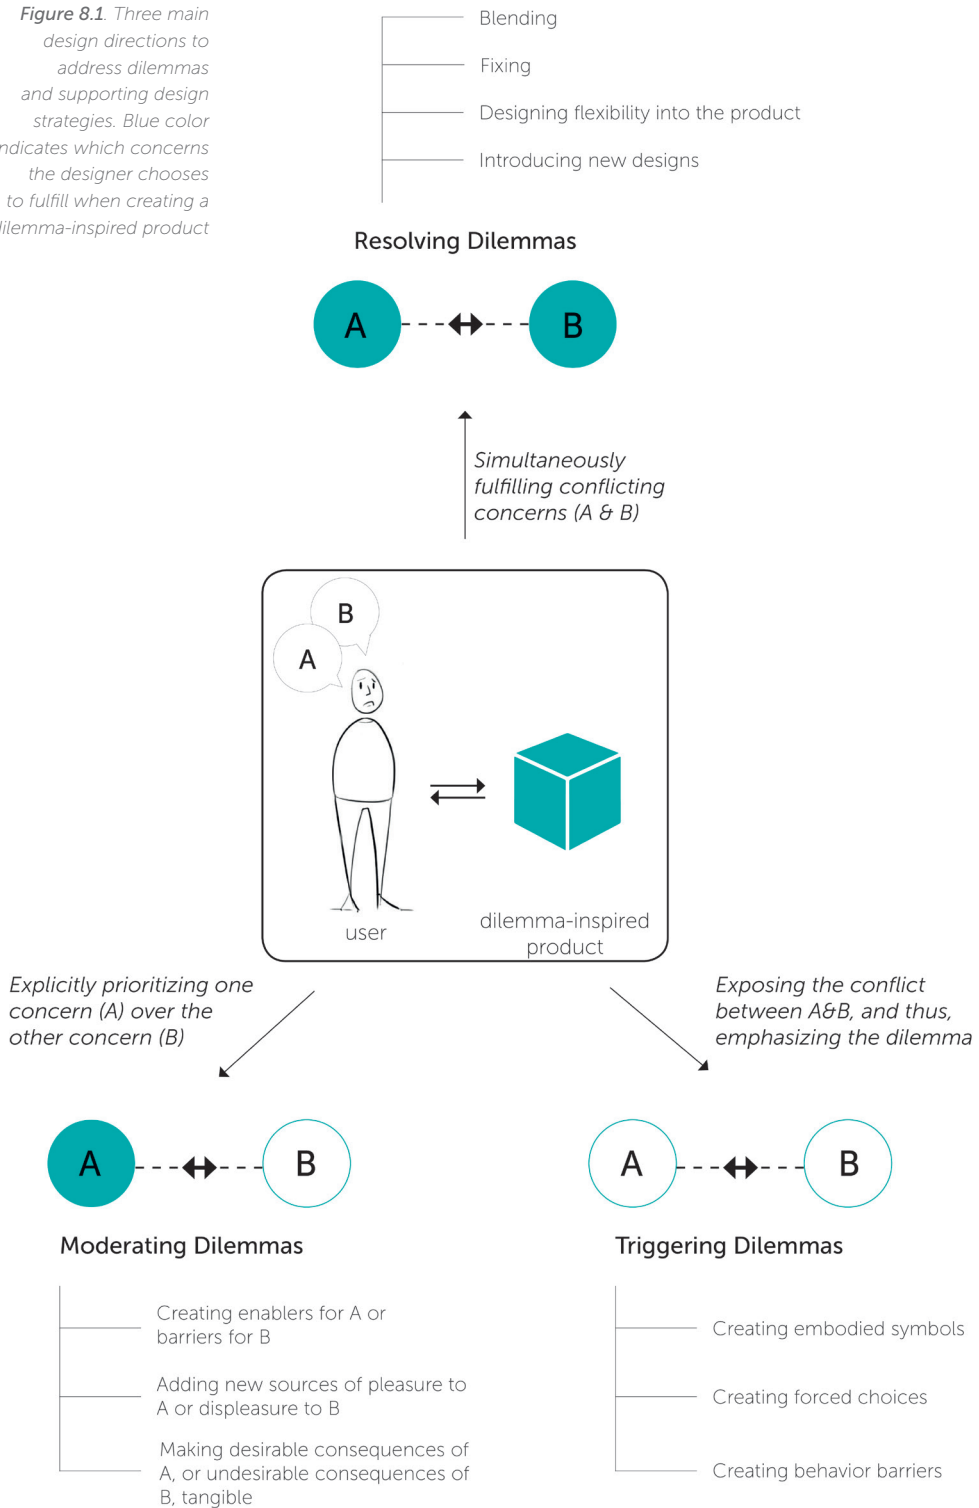 Figure 8.1. Three main
design directions to
address dilemmas
and supporting design
strategies. Blue color
indicates which concerns
the designer chooses
to fulfill when creating a
dilemma-inspired product
Blending
Fixing
Designing flexibility into the product
Introducing new designs
Resolving Dilemmas
A
B
Simultaneously
fulfilling conflicting
concerns (A & B)
B
A
user
dilemma-inspired
product
Explicitly prioritizing one
concern (A) over the
other concern (B)
Exposing the conflict
between A&B, and thus,
emphasizing the dilemma
A
B
A
B
Moderating Dilemmas
Creating enablers for A or
barriers for B
Adding new sources of pleasure to
A or displeasure to B
Making desirable consequences of
A, or undesirable consequences of
B, tangible
Triggering Dilemmas
Creating embodied symbols
Creating forced choices
Creating behavior barriers